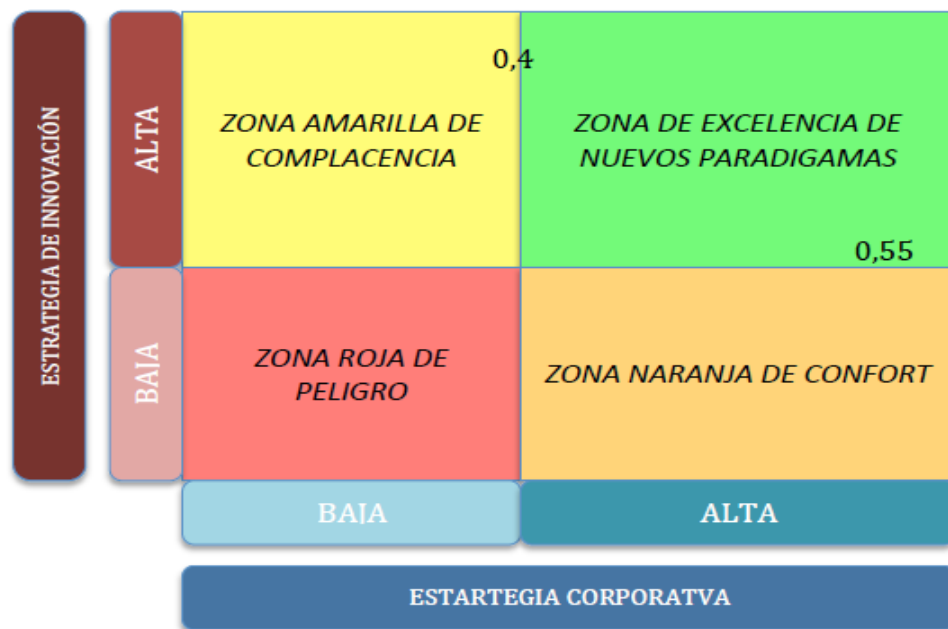 ESTRATEGIA DE INNOVACIÓN
ALTA
0,4
ZONA AMARILLA DE
COMPLACENCIA
ZONA DE EXCELENCIA DE
NUEVOS PARADIGAMAS
0,55
BAJA
ZONA ROJA DE
PELIGRO
ZONA NARANJA DE CONFORT
BAJA
ALTA
ESTARTEGIA CORPORATVA